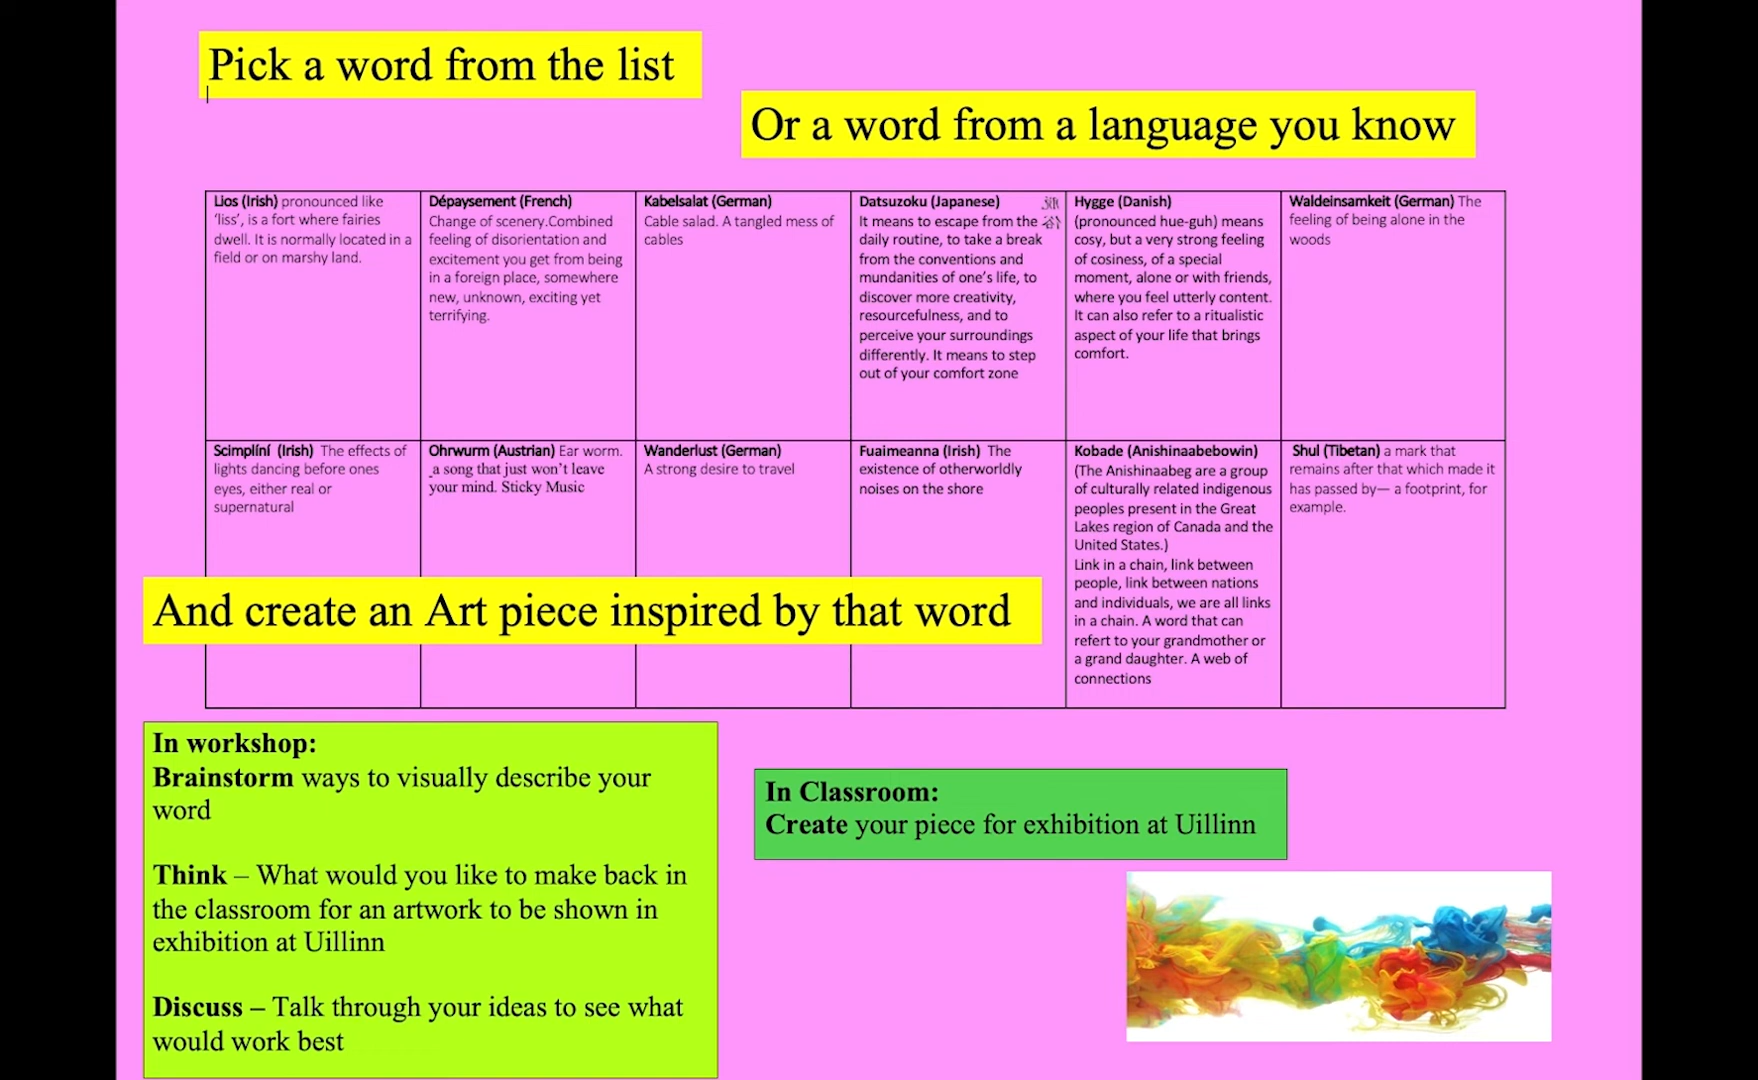 Pick a word from the list
Or a word from a language you know
Lios (Irish) pronounced like
‘liss’, is a fort where fairies
dwell. It is normally located in a
field or on marshy land.
Dépaysement (French)
Change of scenery.Combined
feeling of disorientation and
excitement you get from being
in a foreign place, somewhere
new, unknown, exciting yet
terrifying.
Kabelsalat (German)
Cable salad. A tangled mess of
cables
Datsuzoku (Japanese)
It means to escape from the
daily routine, to take a break
from the conventions and
mundanities of one’s life, to
discover more creativity,
resourcefulness, and to
perceive your surroundings
differently. It means to step
out of your comfort zone
Hygge (Danish)
(pronounced hue-guh) means
cosy, but a very strong feeling
of cosiness, of a special
moment, alone or with friends,
where you feel utterly content.
It can also refer to a ritualistic
aspect of your life that brings
comfort.
Waldeinsamkeit (German) The
feeling of being alone in the
woods
Scimplíní (Irish) The effects of
lights dancing before ones
eyes, either real or
supernatural
Ohrwurm (Austrian) Ear worm.
a song that just won’t leave
your mind. Sticky Music
Wanderlust (German)
A strong desire to travel
Fuaimeanna (Irish) The
existence of otherworldly
noises on the shore
Kobade (Anishinaabebowin)
(The Anishinaabeg are a group
of culturally related indigenous
peoples present in the Great
Lakes region of Canada and the
United States.)
Link in a chain, link between
people, link between nations
and individuals, we are all links
in a chain. A word that can
refert to your grandmother or
a grand daughter. A web of
connections
Shul (Tibetan) a mark that
remains after that which made it
has passed by— a footprint, for
example.
And create an Art piece inspired by that word
In workshop:
Brainstorm ways to visually describe your
word
Think – What would you like to make back in
the classroom for an artwork to be shown in
exhibition at Uillinn
Discuss – Talk through your ideas to see what
would work best
In Classroom:
Create your piece for exhibition at Uillinn